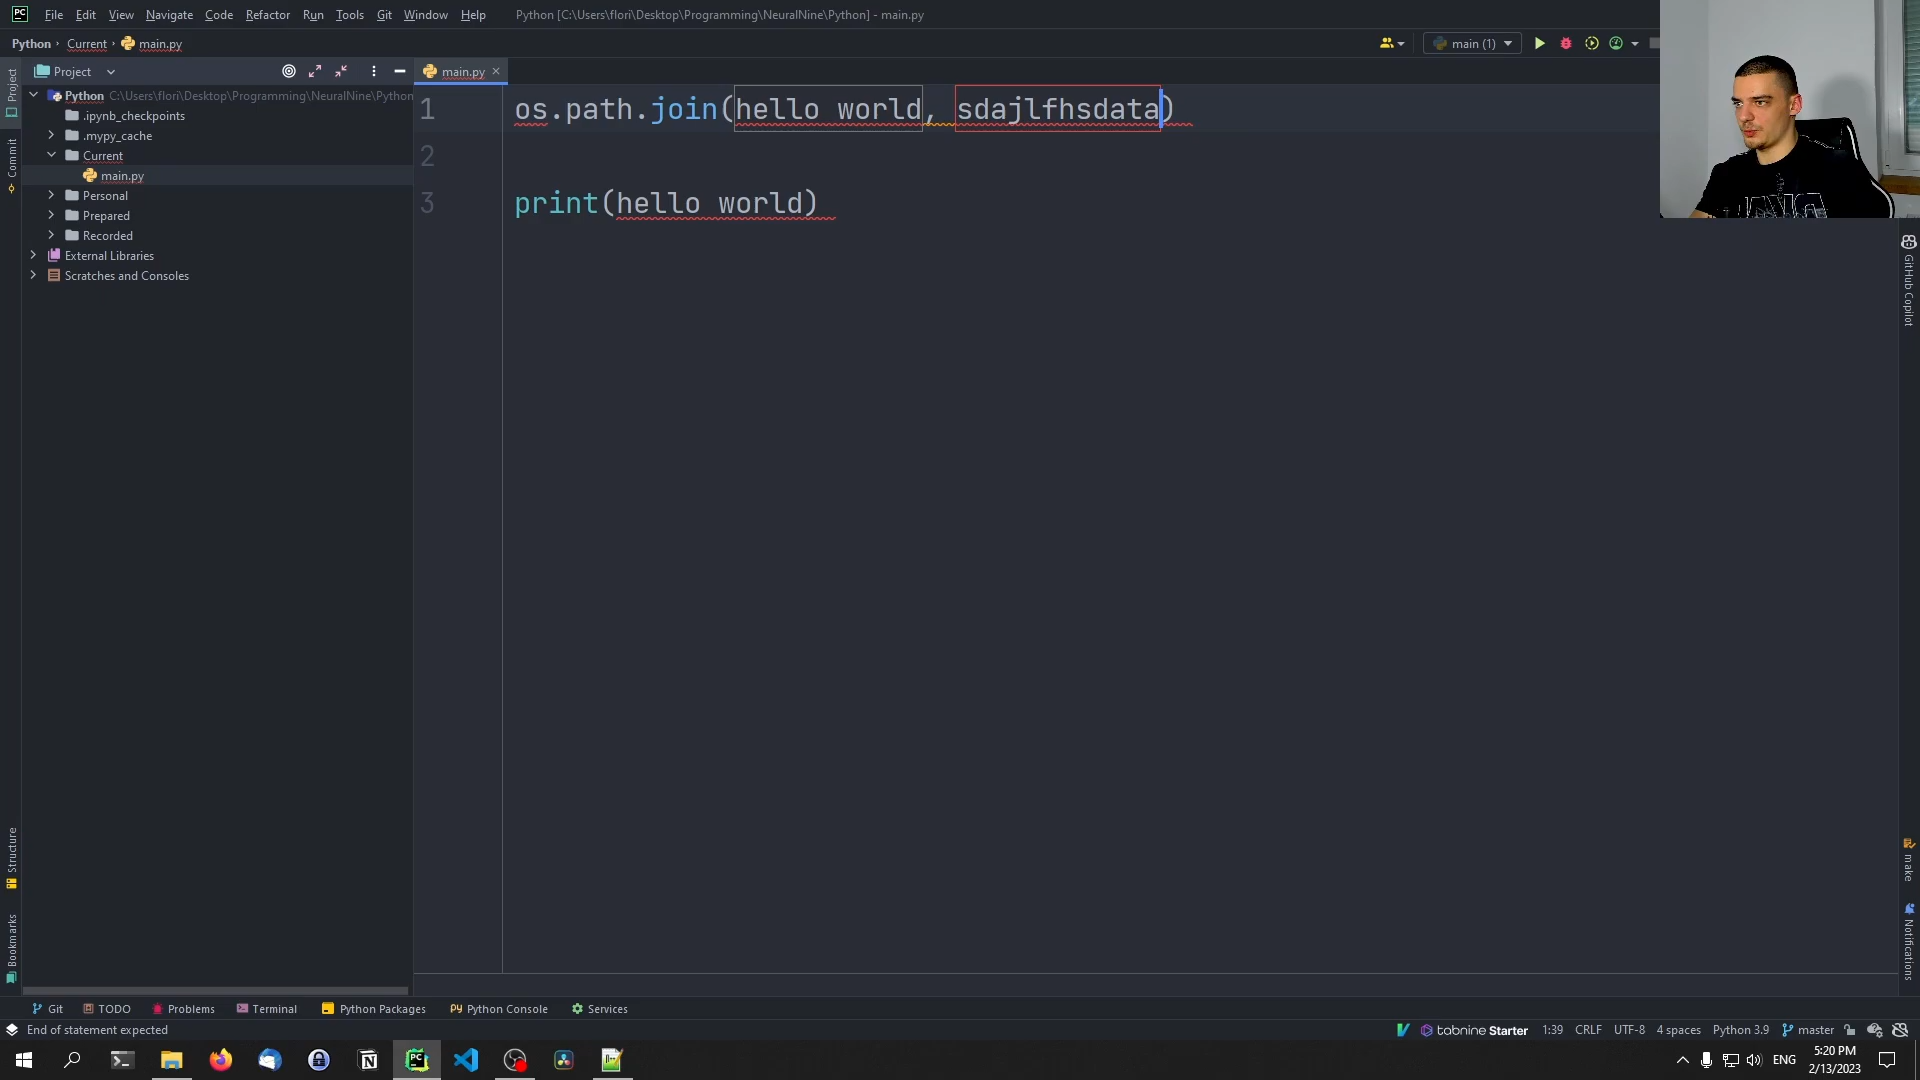 PC File Edit View Navigate Code Refactor Run Tools Git Window Help Python [C:\Users\flori\Desktop\Programming\NeuralNine\Python] - main.py
Python Current main.py main (1)
Project
Project
main.py
Python C:\Users\flori\Desktop\Programming\NeuralNine\Python
.ipynb_checkpoints
.mypy_cache
Current
main.py
Personal
Prepared
Recorded
External Libraries
Scratches and Consoles
Commit
Structure
Bookmarks
1 os.path.join(hello world, sdajlfhsdata)
2
3 print(hello world)
GitHub Copilot
make
Notifications
Git TODO Problems Terminal Python Packages Python Console Services
End of statement expected tabnine Starter 1:39 CRLF UTF-8 4 spaces Python 3.9 master
ENG 5:20 PM
2/13/2023